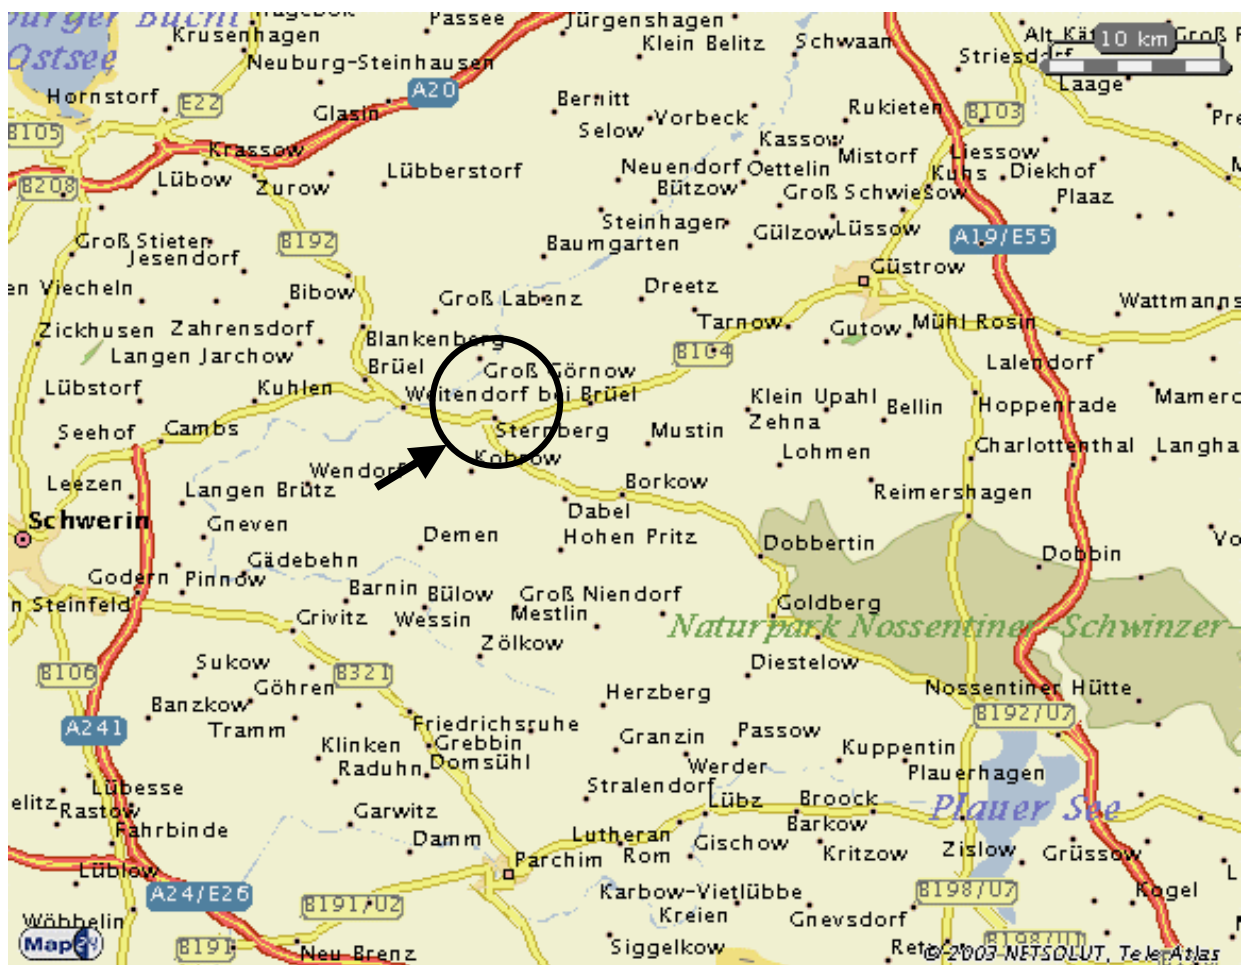 Passee
Jürgenshagen
Krusenhagen
Klein Belitz
Schwaan
10 km
Ostsee
Neuburg-Steinhausen
Laage
Hornstorf
E22
A20
Glasin
Bernitt
Rukieten
B103
B105
Selow
Vorbeck
Krassow
Kassow
Mistorf
Liessow
Lübow
Lübberstorf
Neuendorf
Oettelin
Kuhs
Diekhof
B208
Zurow
Bützow
Groß Schwiesow
Plaaz
Steinhagen
Gülzow
Lüssow
A19/E55
Groß Stieten
B192
Baumgarten
Jesendorf
Güstrow
en Viecheln
Bibow
Groß Labenz
Dreetz
Wattmanns
Zickhusen
Zahrensdorf
Blankenberg
Tarnow
Gutow
Mühl Rosin
Langen Jarchow
B104
Lalendorf
Lübstorf
Kuhlen
Brüel
Groß Görnow
Weitendorf bei Brüel
Klein Upahl
Bellin
Hoppenrade
Zehna
Seehof
Cambs
Sternberg
Mustin
Charlottenthal
Langha
Kobrow
Lohmen
Leezen
Langen Brütz
Wendorf
Borkow
Reimershagen
Schwerin
Gneven
Dabel
Demen
Hohen Pritz
Dobbertin
Dobbin
Gädebehn
Godern
Pinnow
Barnin
Bülow
Groß Niendorf
Goldberg
n Steinfeld
Crivitz
Wessin
Mestlin
Naturpark Nossentiner-Schwinzer
Zölkow
B106
Sukow
B321
Diestelow
Göhren
Herzberg
Nossentiner Hütte
Banzkow
B192/U7
A241
Tramm
Friedrichsruhe
Klinken
Grebbin
Granzin
Passow
Kuppentin
Raduhn
Domsühl
Werder
Plauerhagen
Lübesse
Stralendorf
elitz
Rastow
Garwitz
Lübz
Broock
Plauer See
Fahrbinde
Damm
Lutheran
Barkow
Parchim
Rom
Gischow
Kritzow
Zislow
Grüssow
Lüblow
A24/E26
B191/U2
Karbow-Vietlübbe
B198/U7
Kogel
Wöbbelin
Kreien
Gnevsdorf
Map24
B191
Neu Brenz
Siggelkow
B198/U1
© 2003 NETSOLUT, Tele Atlas